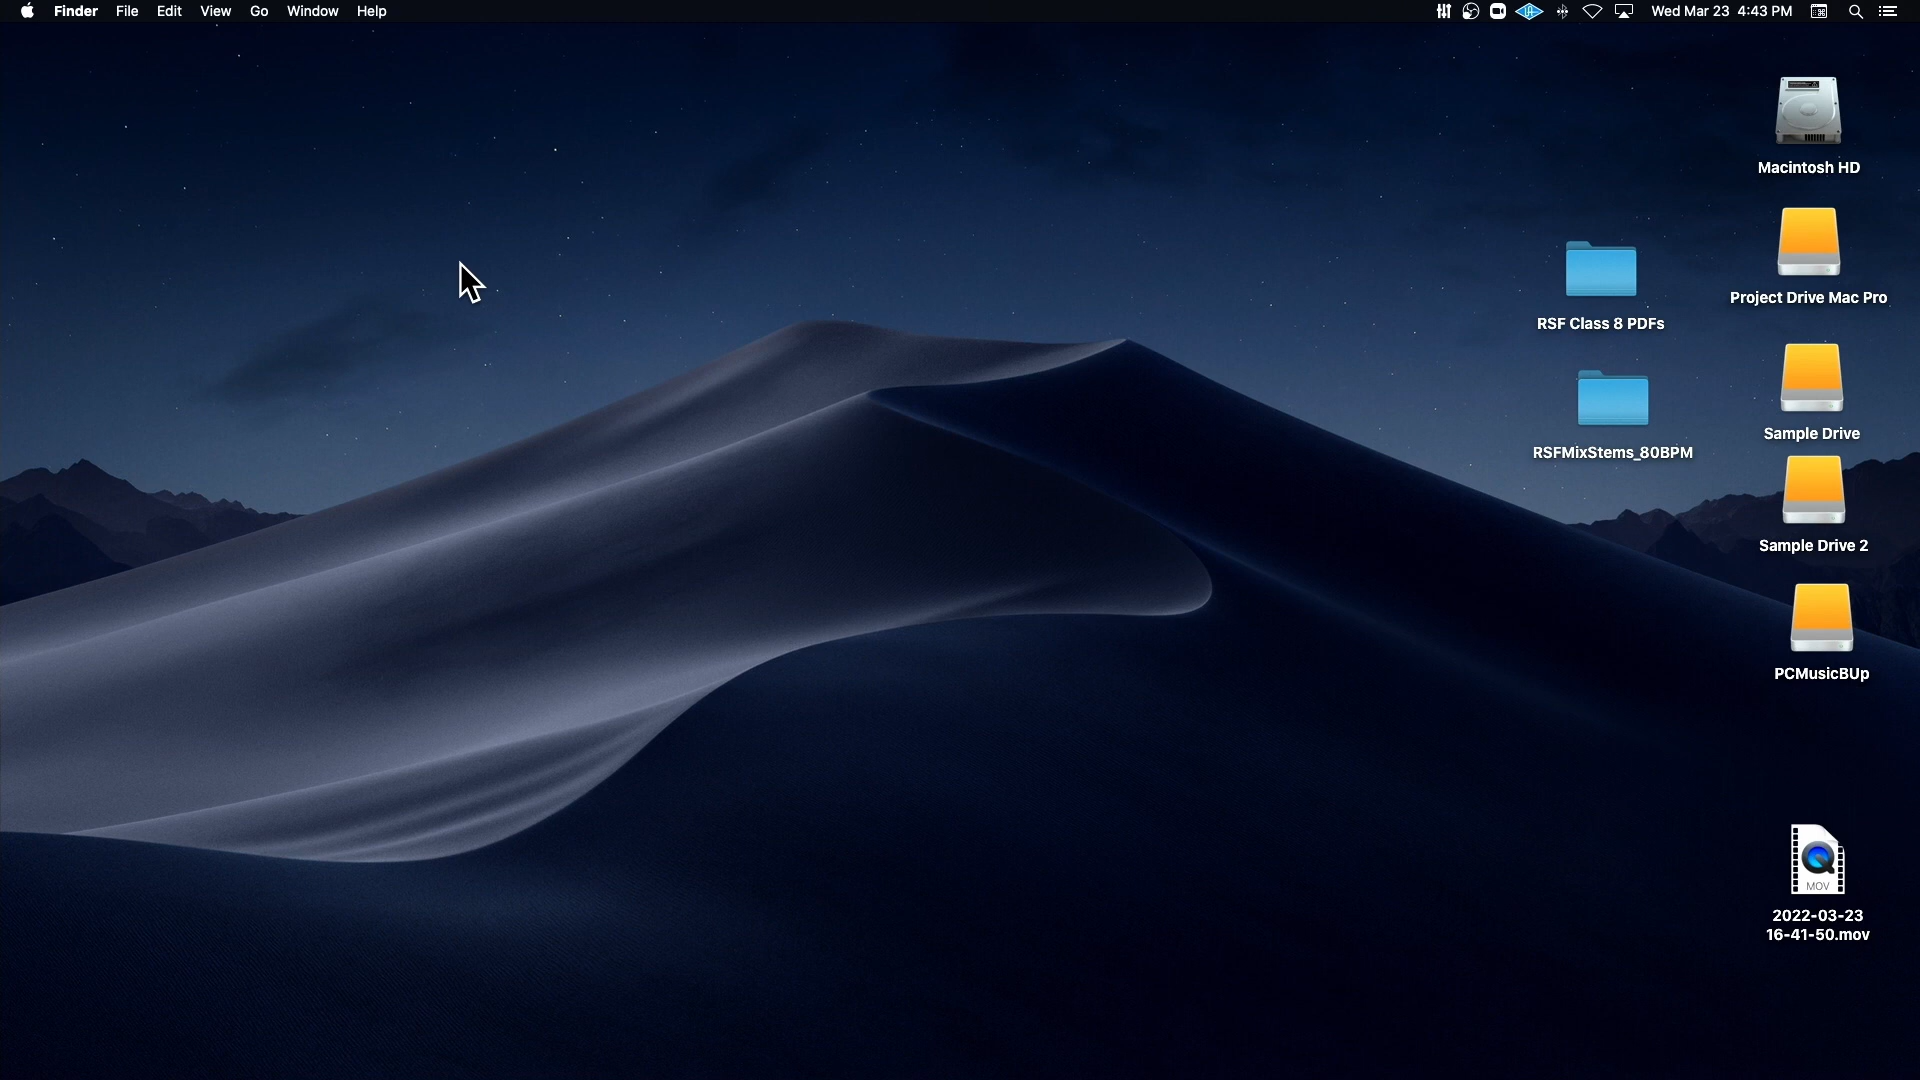 Finder File Edit View Go Window Help
Wed Mar 23 4:43 PM
Macintosh HD
Project Drive Mac Pro
RSF Class 8 PDFs
Sample Drive
RSFMixStems_80BPM
Sample Drive 2
PCMusicBUp
MOV
2022-03-23
16-41-50.mov